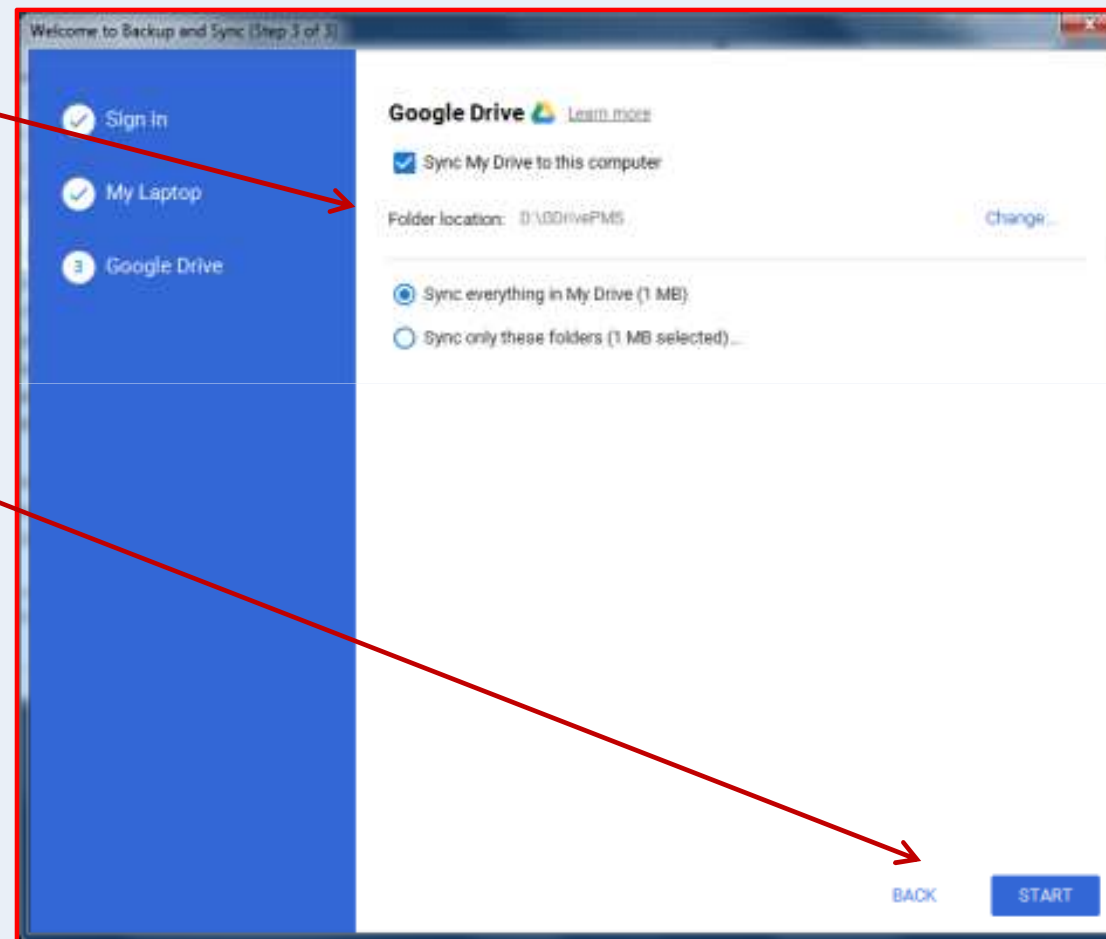 Welcome to Backup and Sync (Step 3 of 3)
Sign in
My Laptop
3 Google Drive
Google Drive Learn more
Sync My Drive to this computer
Folder location: D:\GDrivePMS Change...
Sync everything in My Drive (1 MB)
Sync only these folders (1 MB selected)...
BACK START